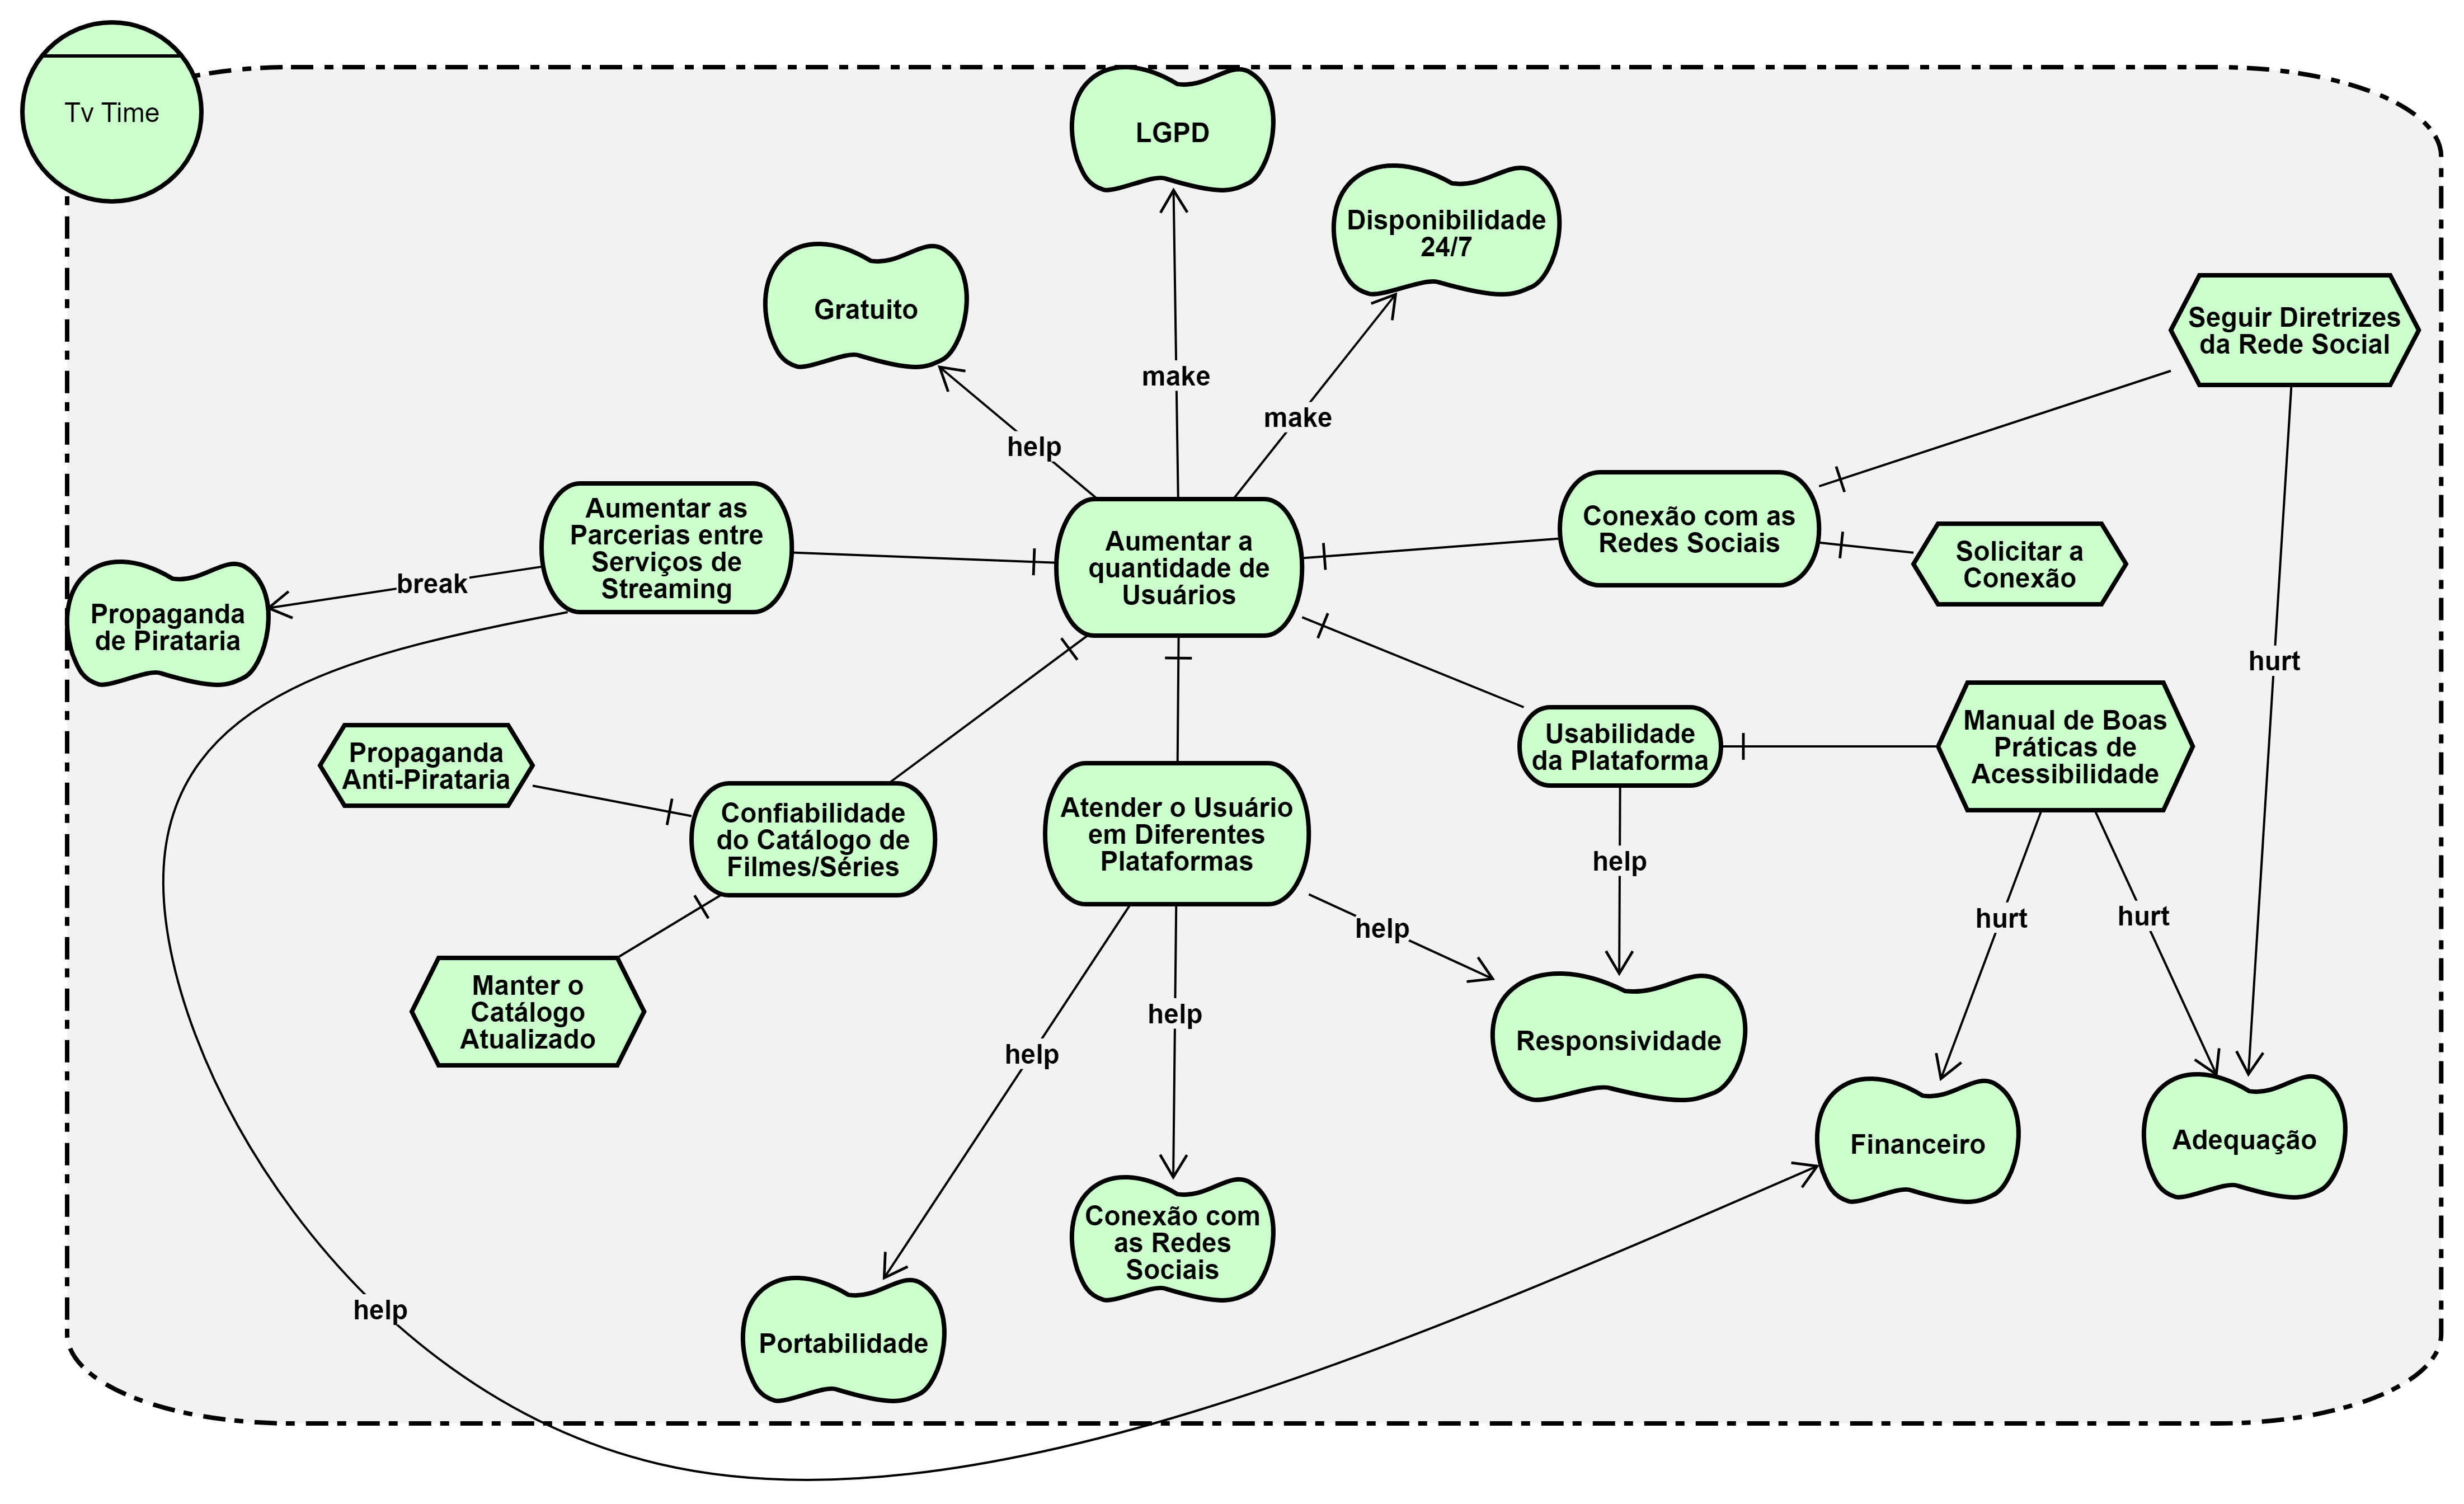 Tv Time
LGPD
Disponibilidade
24/7
Gratuito
Seguir Diretrizes
da Rede Social
make
make
help
Aumentar as
Parcerias entre
Serviços de
Streaming
Aumentar a
quantidade de
Usuários
Conexão com as
Redes Sociais
Solicitar a
Conexão
break
Propaganda
de Pirataria
hurt
Propaganda
Anti-Pirataria
Usabilidade
da Plataforma
Manual de Boas
Práticas de
Acessibilidade
Confiabilidade
do Catálogo de
Filmes/Séries
Atender o Usuário
em Diferentes
Plataformas
help
help
hurt
hurt
Manter o
Catálogo
Atualizado
help
help
Responsividade
Financeiro
Adequação
Conexão com
as Redes
Sociais
help
Portabilidade